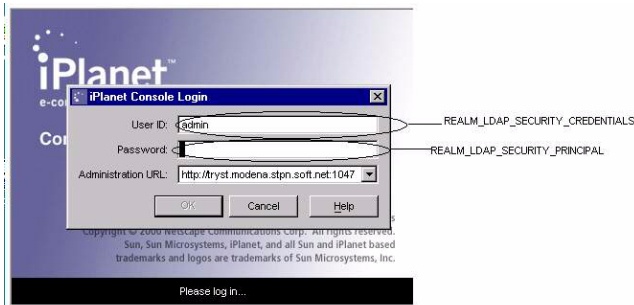 iPlanet™
e-co
Co
iPlanet Console Login
User ID: admin
REALM_LDAP_SECURITY_CREDENTIALS
Password:
REALM_LDAP_SECURITY_PRINCIPAL
Administration URL: http://tryst.modena.stpn.soft.net:1047
OK Cancel Help
Copyright © 2000 Netscape Communications Corp. All rights reserved.
Sun, Sun Microsystems, iPlanet, and all Sun and iPlanet based
trademarks and logos are trademarks of Sun Microsystems, Inc.
Please log in...